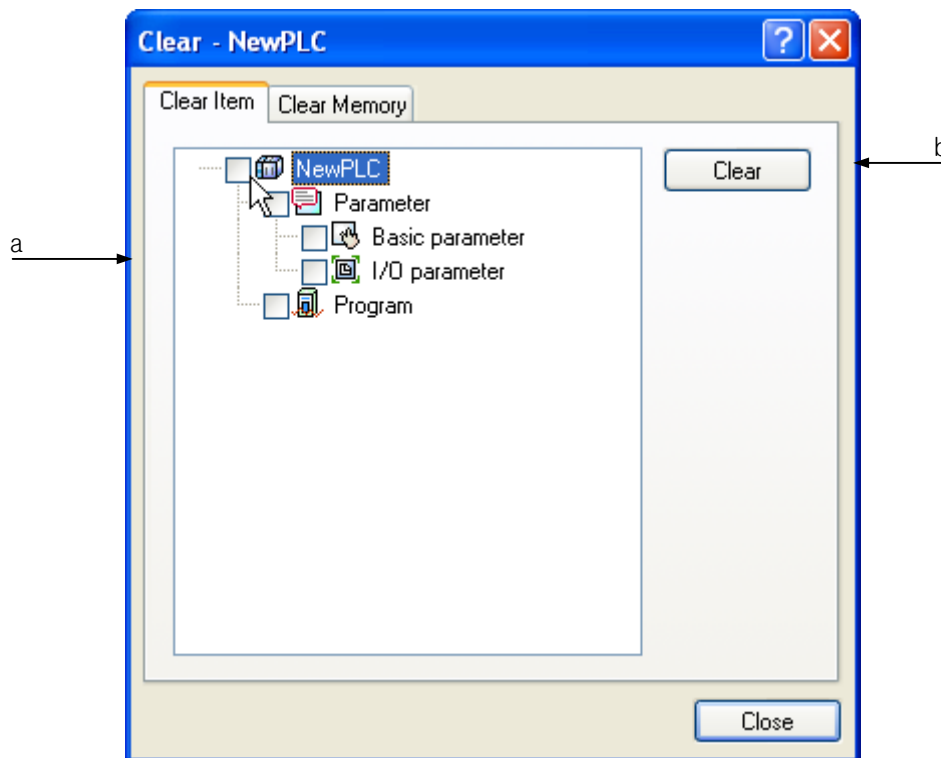 Clear - NewPLC
Clear Item
Clear Memory
NewPLC
Clear
b
Parameter
a
Basic parameter
I/O parameter
Program
Close